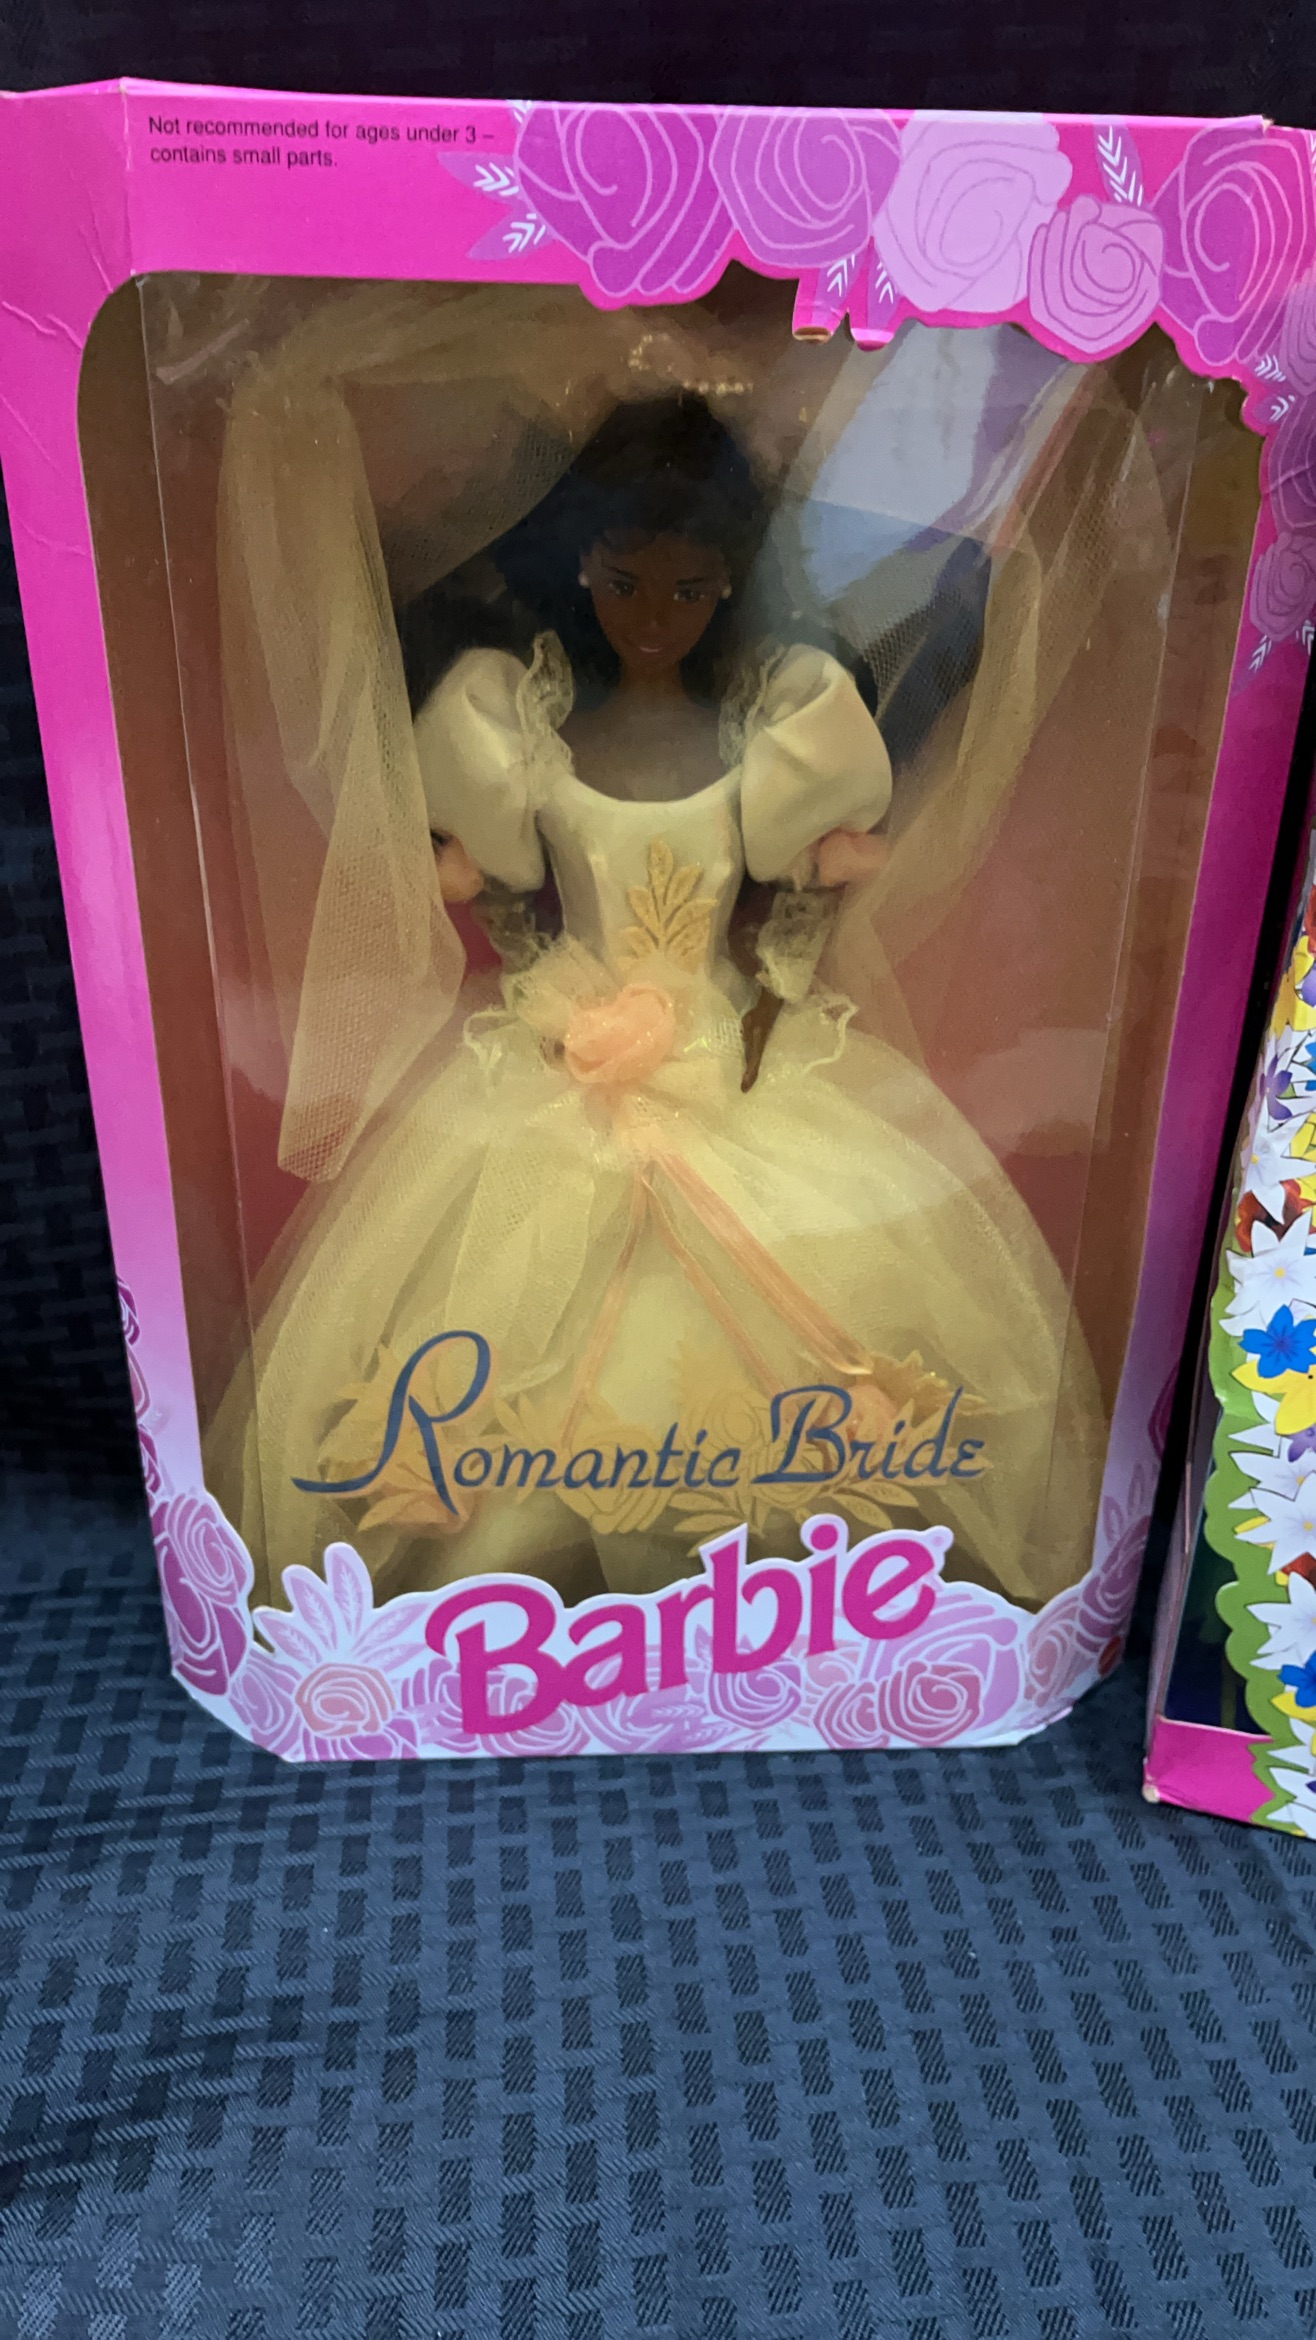 Not recommended for ages under 3 –
contains small parts.
Romantic Bride
Barbie